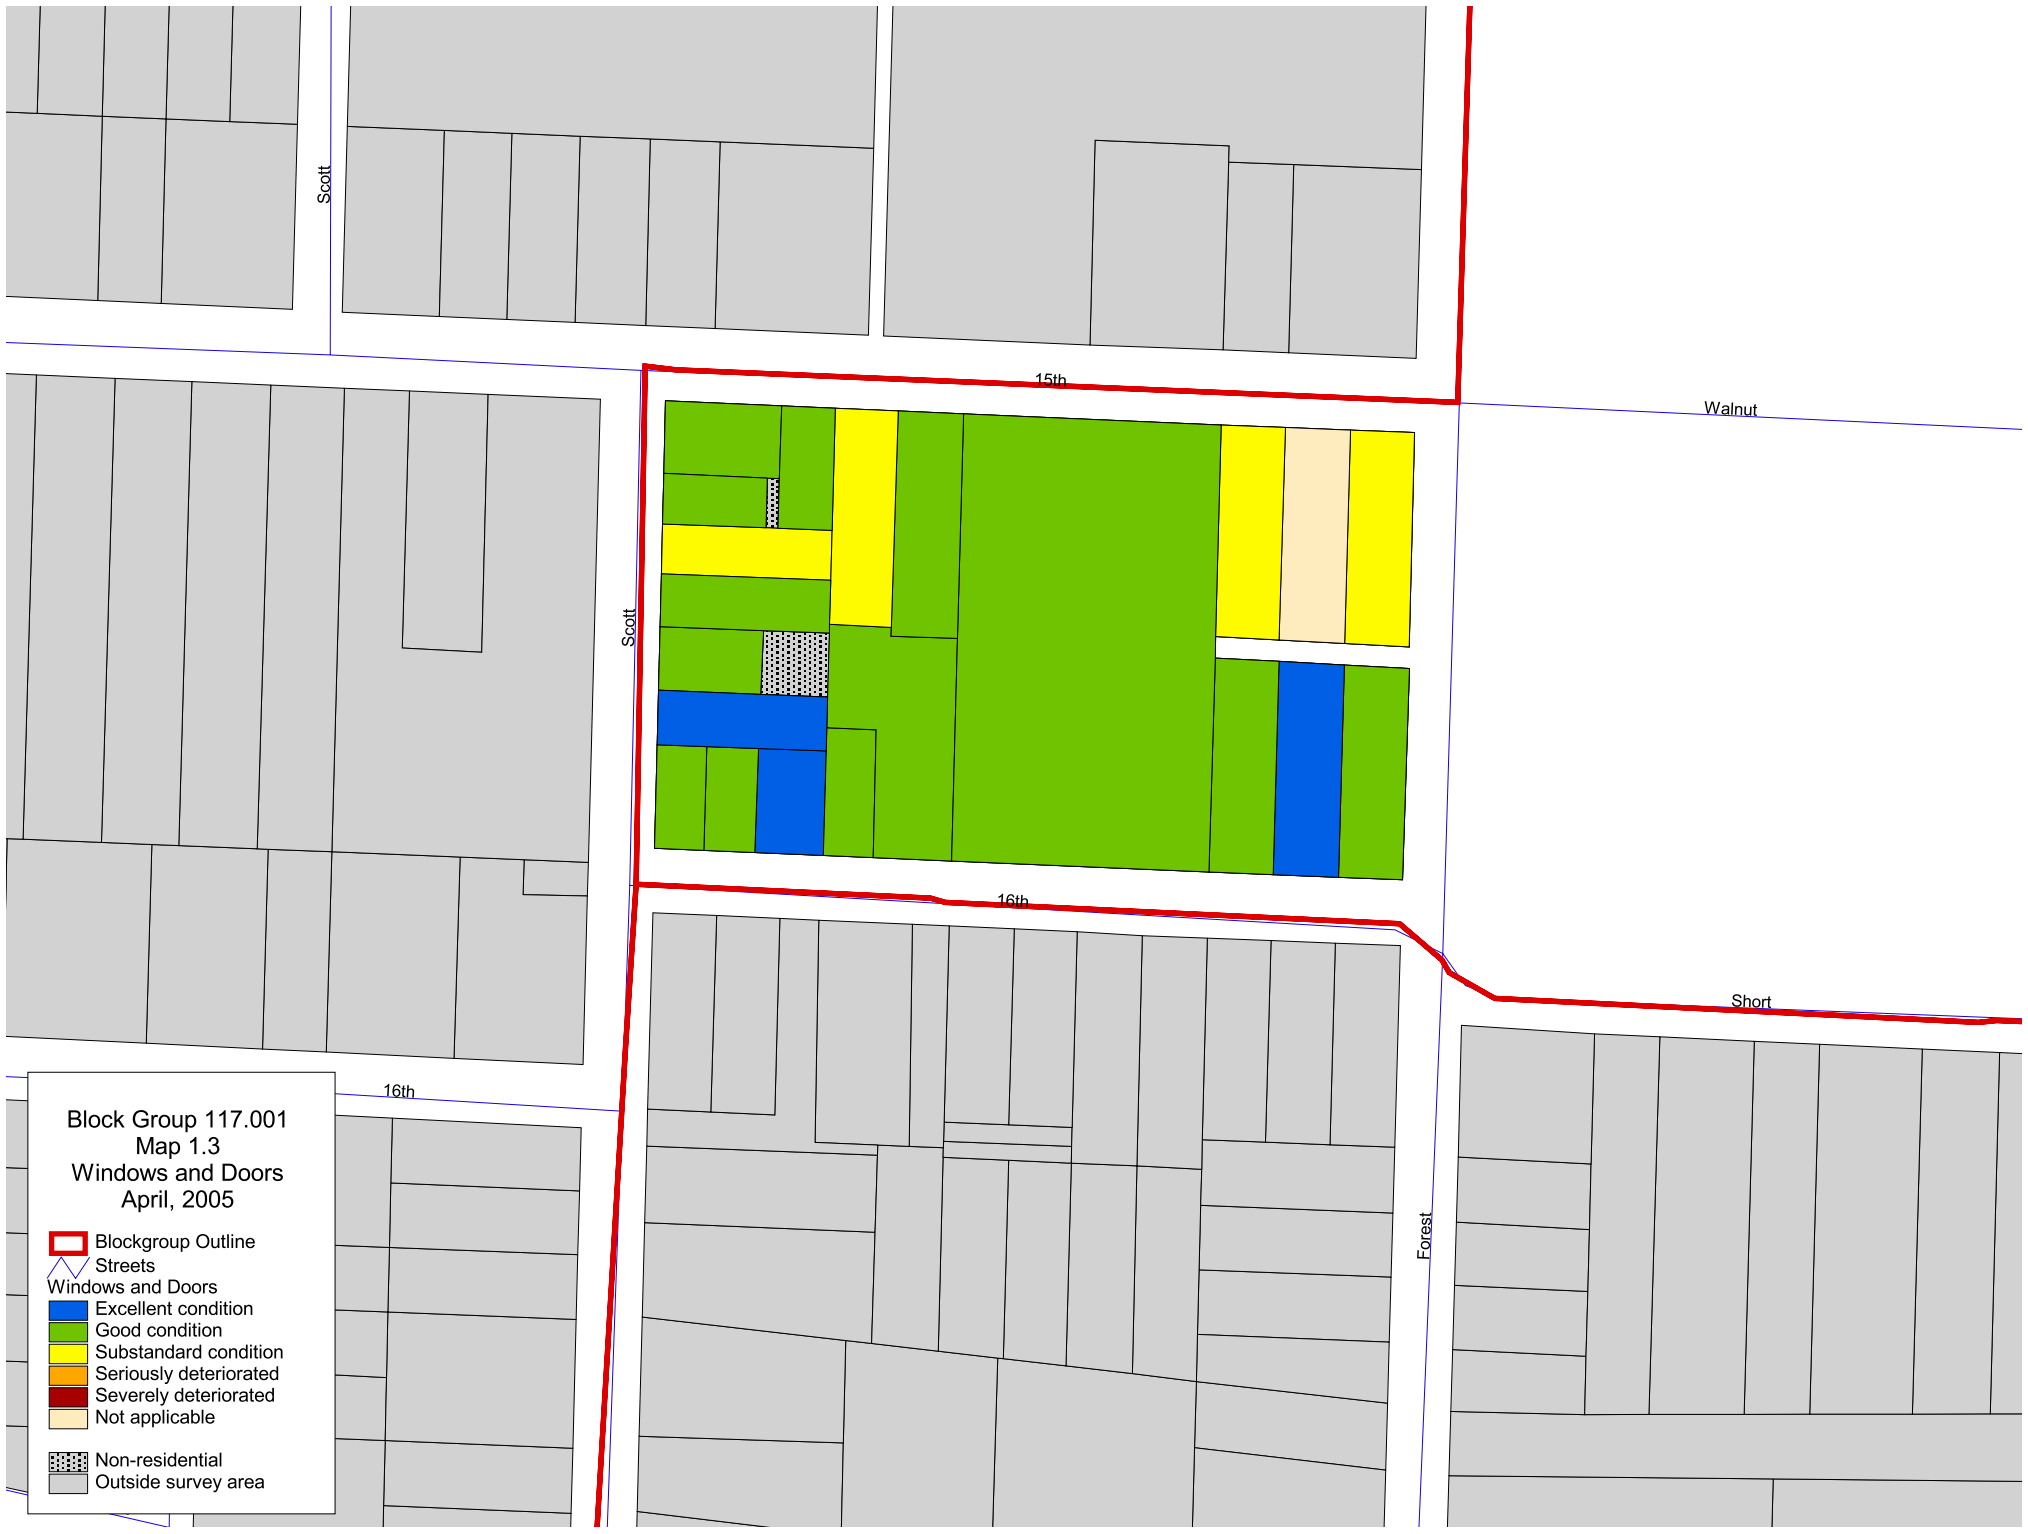 Scott
15th
Walnut
Scott
16th
Short
16th
Forest
Block Group 117.001
Map 1.3
Windows and Doors
April, 2005
Blockgroup Outline
Streets
Windows and Doors
Excellent condition
Good condition
Substandard condition
Seriously deteriorated
Severely deteriorated
Not applicable
Non-residential
Outside survey area